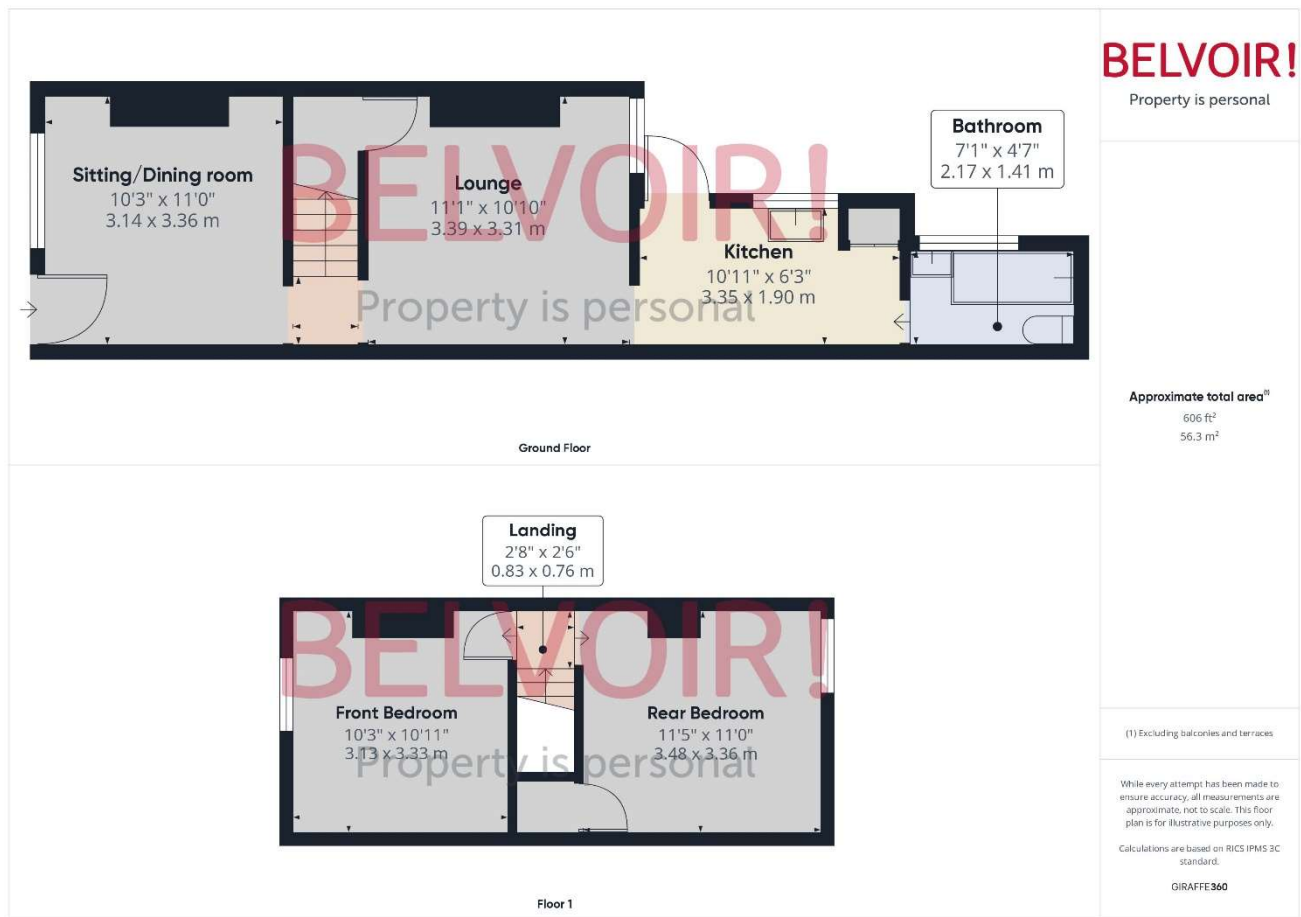 BELVOIR!
Property is personal
Sitting/Dining room
10'3" x 11'0"
3.14 x 3.36 m
Lounge
11'1" x 10'10"
3.39 x 3.31 m
Kitchen
10'11" x 6'3"
3.35 x 1.90 m
Bathroom
7'1" x 4'7"
2.17 x 1.41 m
BELVOIR!
Property is personal
Ground Floor
Landing
2'8" x 2'6"
0.83 x 0.76 m
Front Bedroom
10'3" x 10'11"
3.13 x 3.33 m
Rear Bedroom
11'5" x 11'0"
3.48 x 3.36 m
BELVOIR!
Property is personal
Floor 1
Approximate total area⁽¹⁾
606 ft²
56.3 m²
(1) Excluding balconies and terraces
While every attempt has been made to
ensure accuracy, all measurements are
approximate, not to scale. This floor
plan is for illustrative purposes only.
Calculations are based on RICS IPMS 3C
standard.
GIRAFFE360